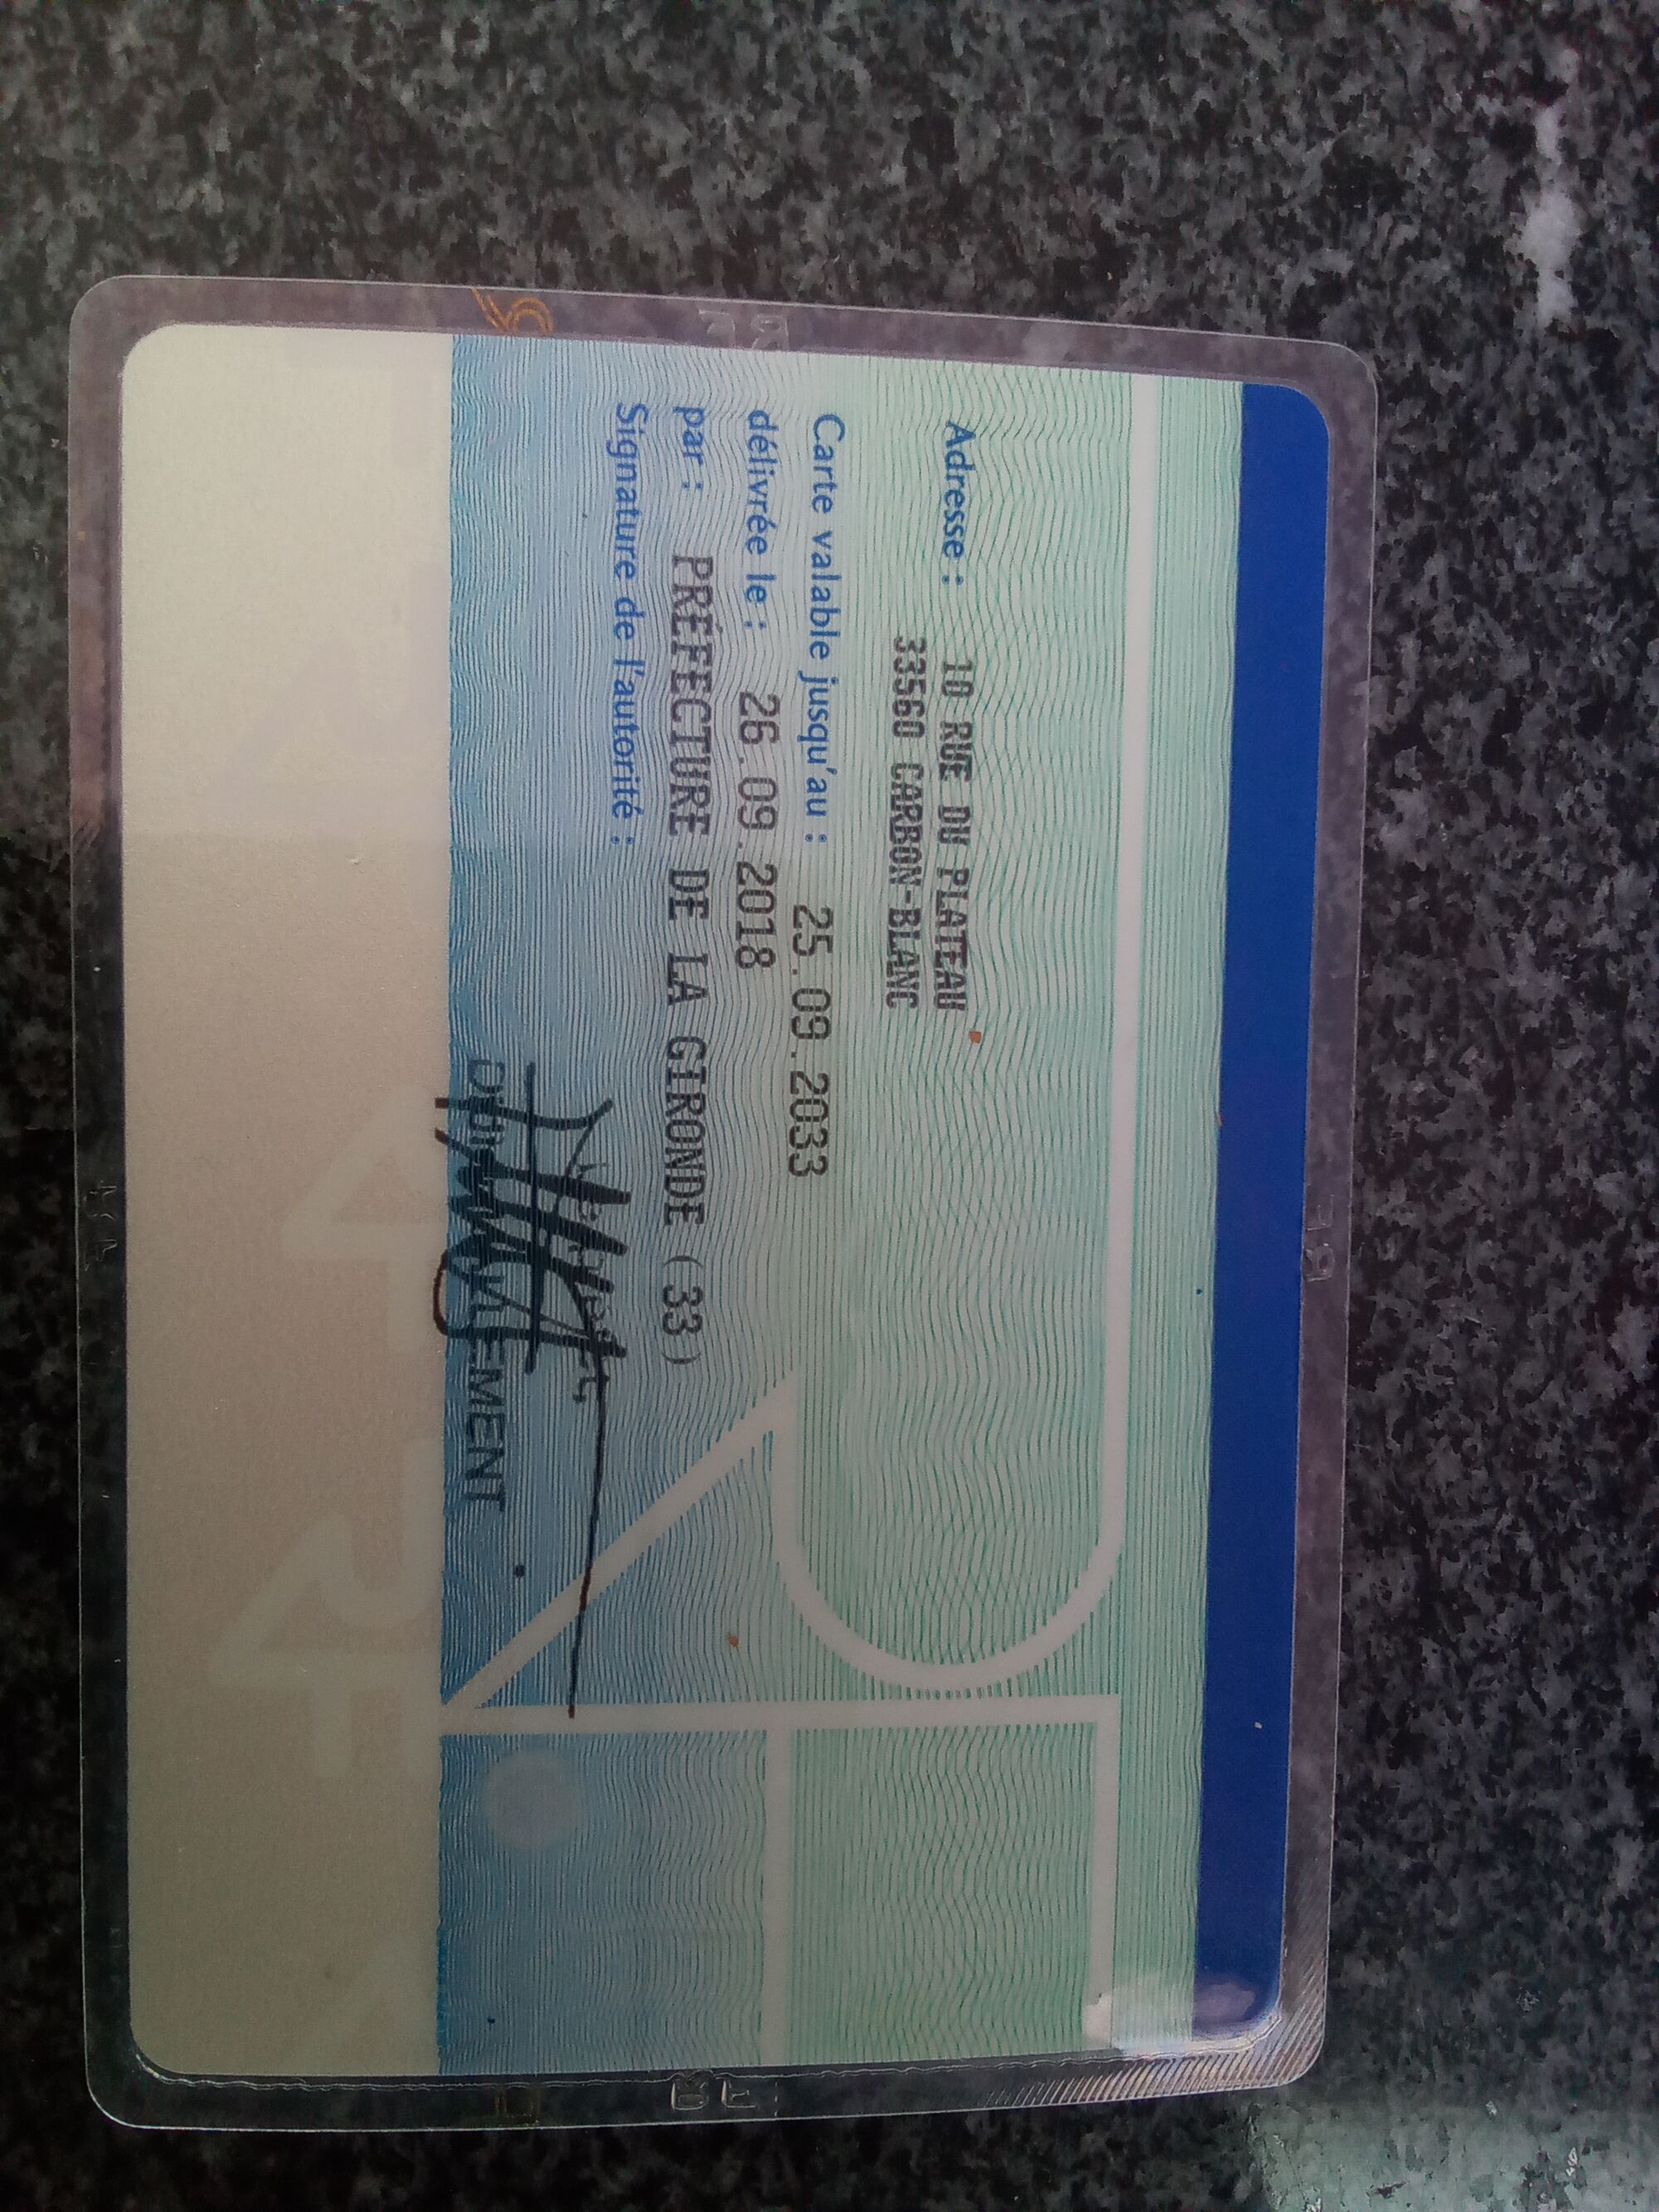 Adresse : 10 RUE DU PLATEAU
33560 CARBON-BLANC
Carte valable jusqu'au : 25.09.2033
délivrée le : 26.09.2018
par : PRÉFECTURE DE LA GIRONDE (33)
Signature de l'autorité :